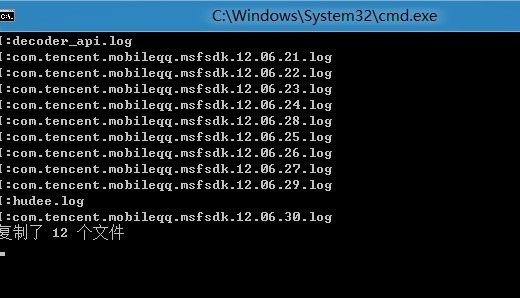 C:\Windows\System32\cmd.exe
:decoder_api.log
:com.tencent.mobileqq.msfsdk.12.06.21.log
:com.tencent.mobileqq.msfsdk.12.06.22.log
:com.tencent.mobileqq.msfsdk.12.06.23.log
:com.tencent.mobileqq.msfsdk.12.06.24.log
:com.tencent.mobileqq.msfsdk.12.06.28.log
:com.tencent.mobileqq.msfsdk.12.06.25.log
:com.tencent.mobileqq.msfsdk.12.06.26.log
:com.tencent.mobileqq.msfsdk.12.06.27.log
:com.tencent.mobileqq.msfsdk.12.06.29.log
:hudee.log
:com.tencent.mobileqq.msfsdk.12.06.30.log
复制了 12 个文件